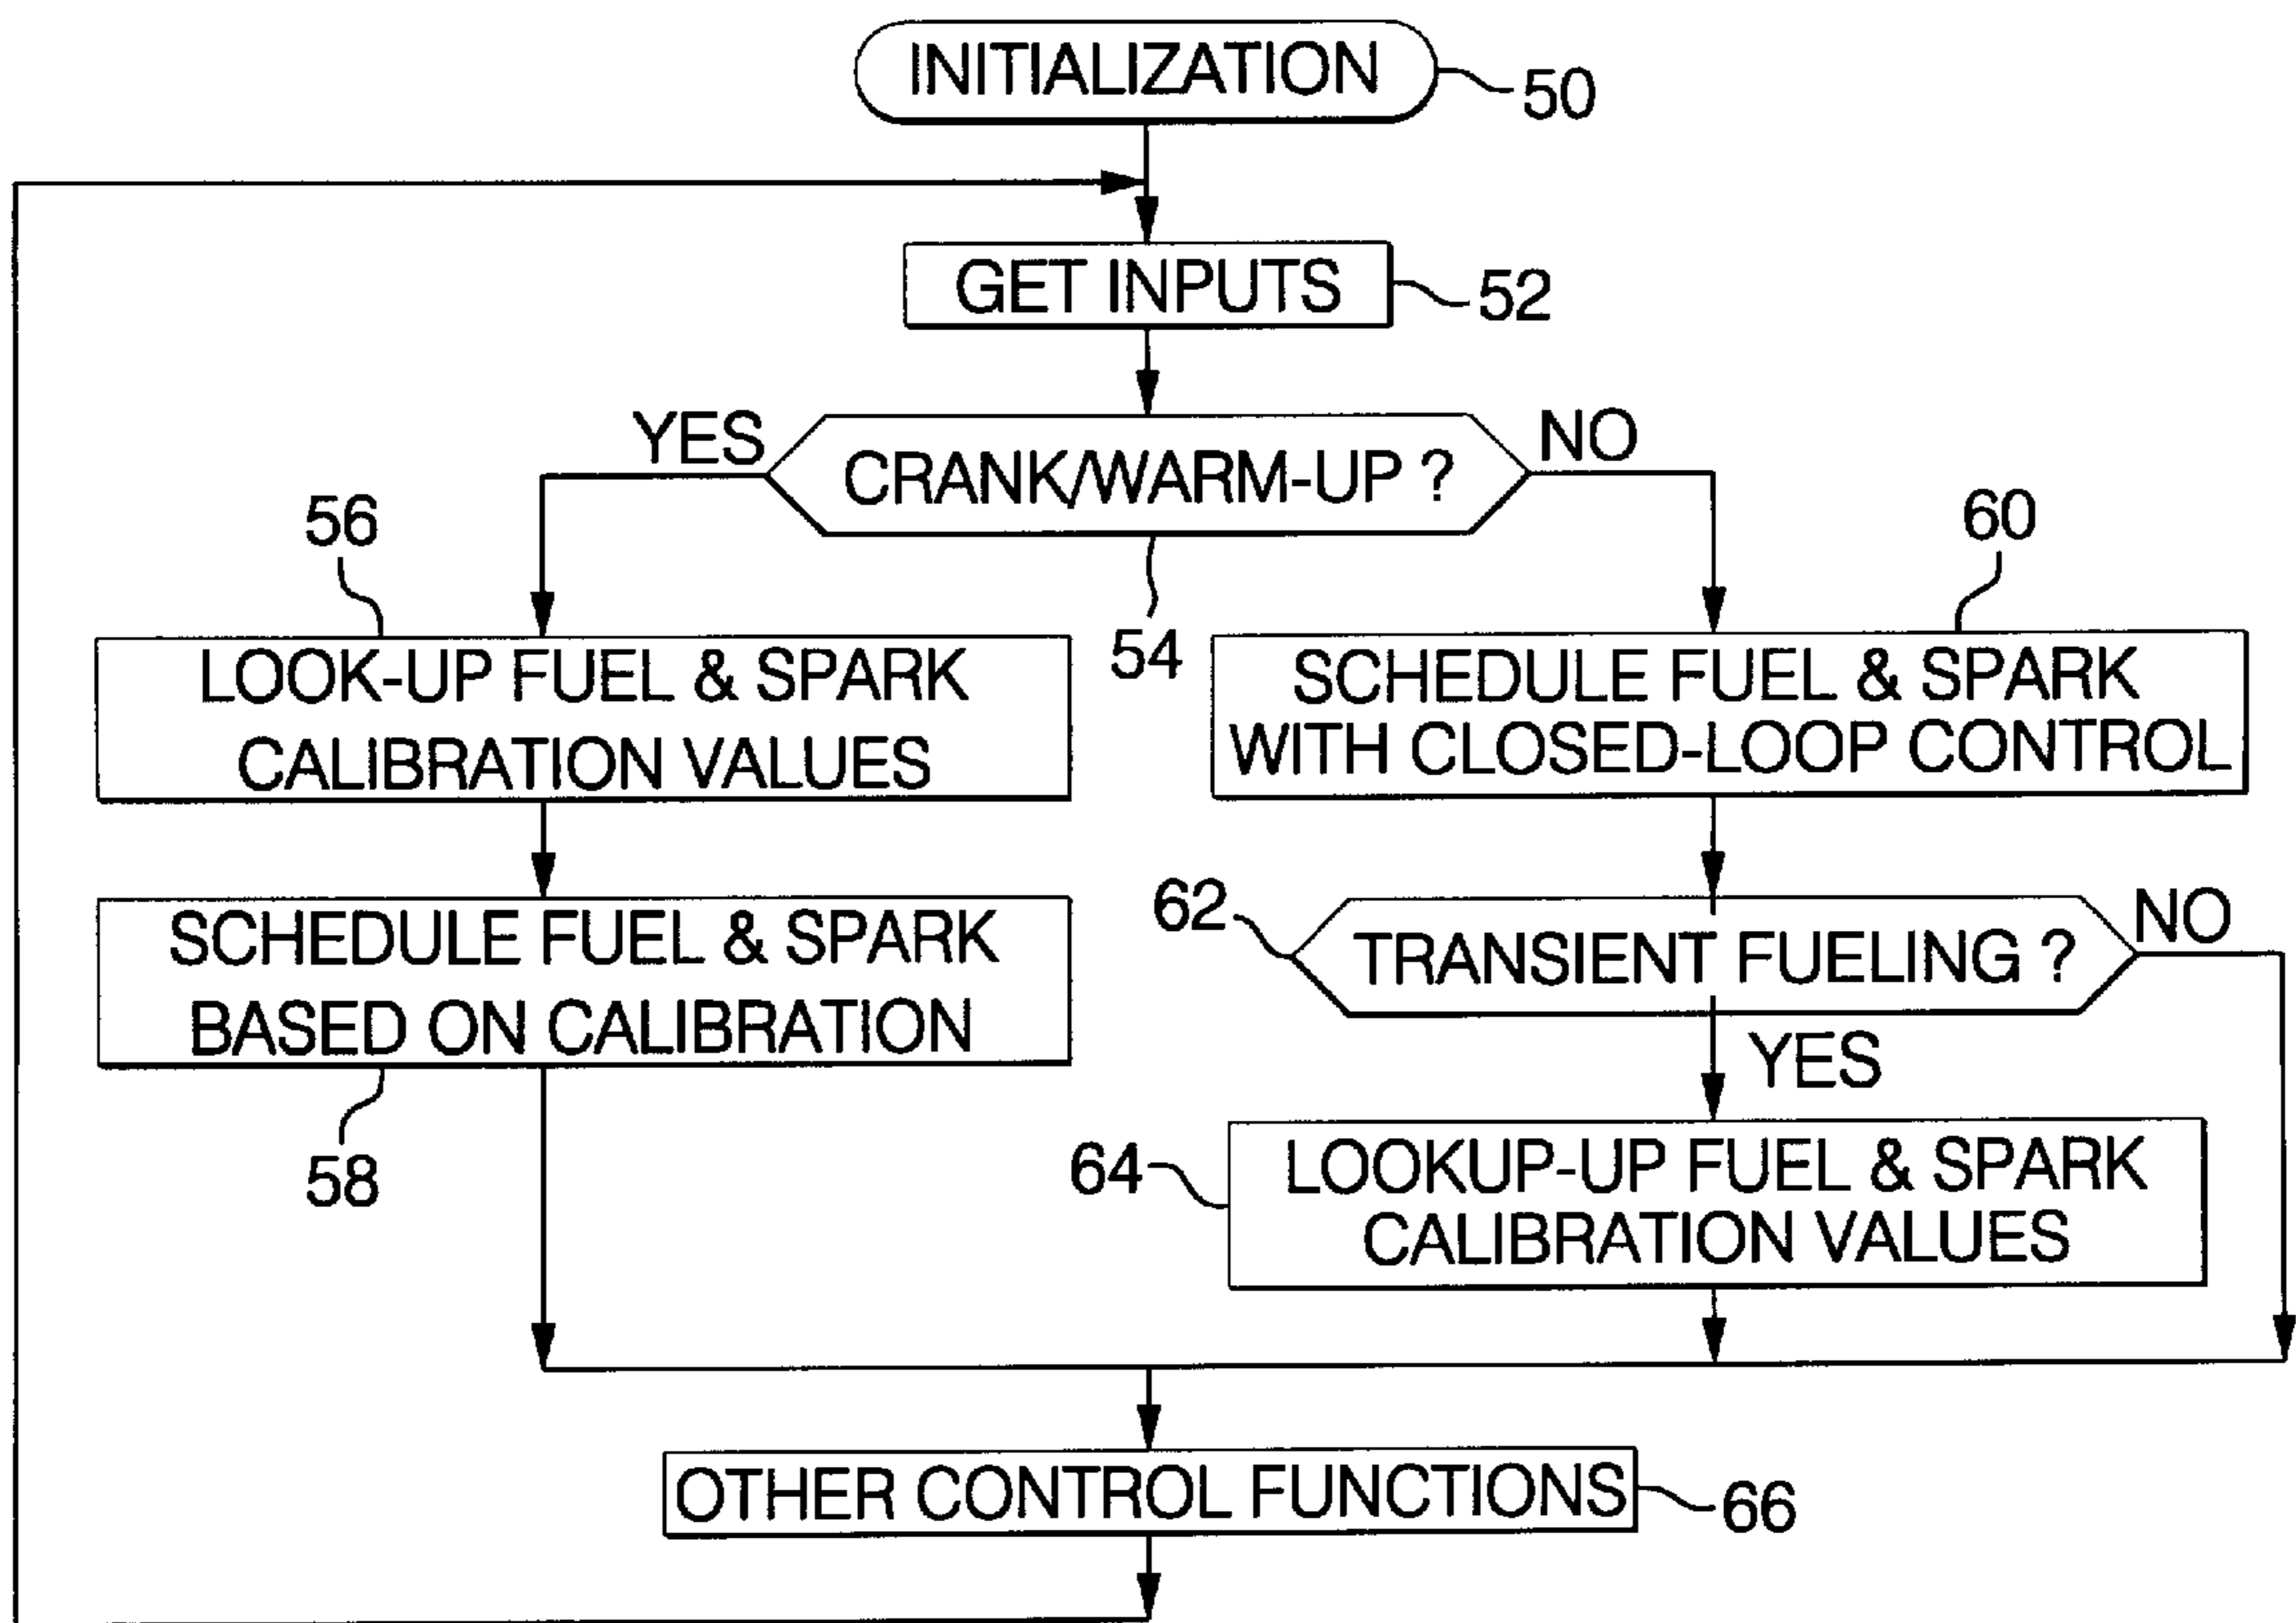 INITIALIZATION
50
GET INPUTS
52
YES
NO
CRANK/WARM-UP ?
54
56
60
LOOK-UP FUEL & SPARK
CALIBRATION VALUES
SCHEDULE FUEL & SPARK
WITH CLOSED-LOOP CONTROL
SCHEDULE FUEL & SPARK
BASED ON CALIBRATION
58
62
TRANSIENT FUELING ?
NO
YES
64
LOOKUP-UP FUEL & SPARK
CALIBRATION VALUES
OTHER CONTROL FUNCTIONS
66